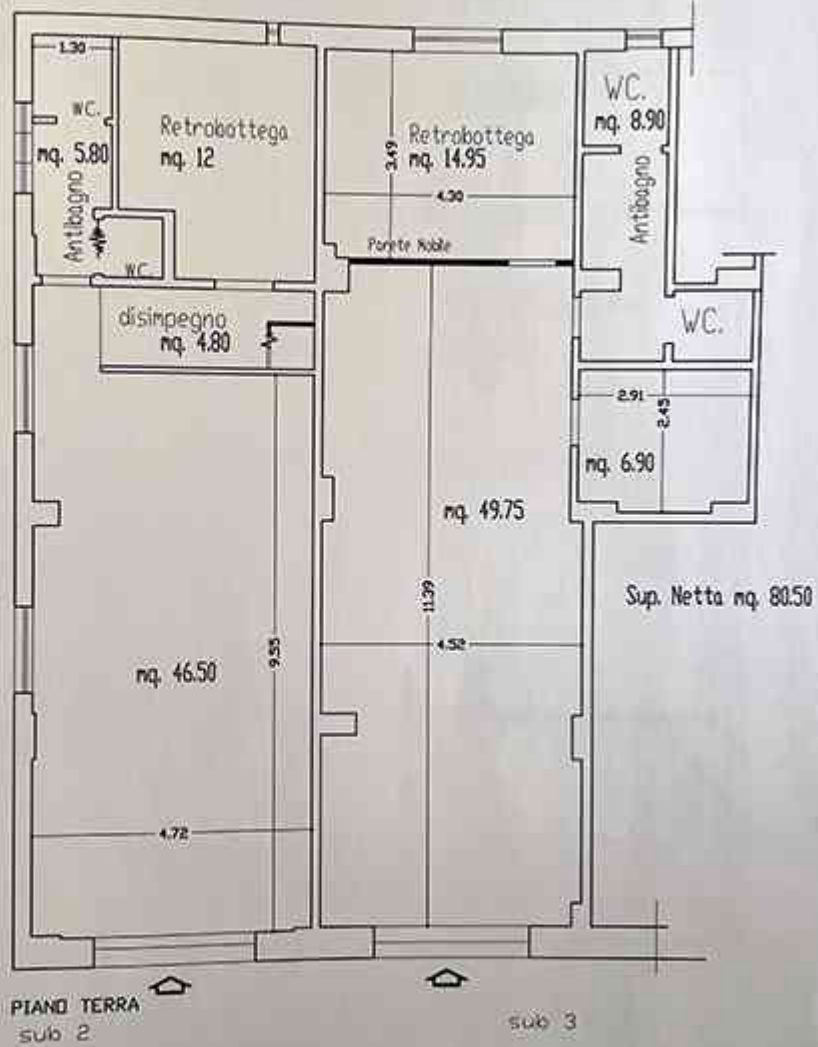 1.30
WC.
mq. 5.80
Antibagno
WC.
Retrobottega
mq. 12
disimpegno
mq. 4.80
3.49
Retrobottega
mq. 14.95
4.30
Parete Mobile
WC.
mq. 8.90
Antibagno
WC.
2.91
2.45
mq. 6.90
mq. 49.75
11.39
4.52
Sup. Netta mq. 80.50
9.55
mq. 46.50
4.72
PIANO TERRA
sub 2
sub 3